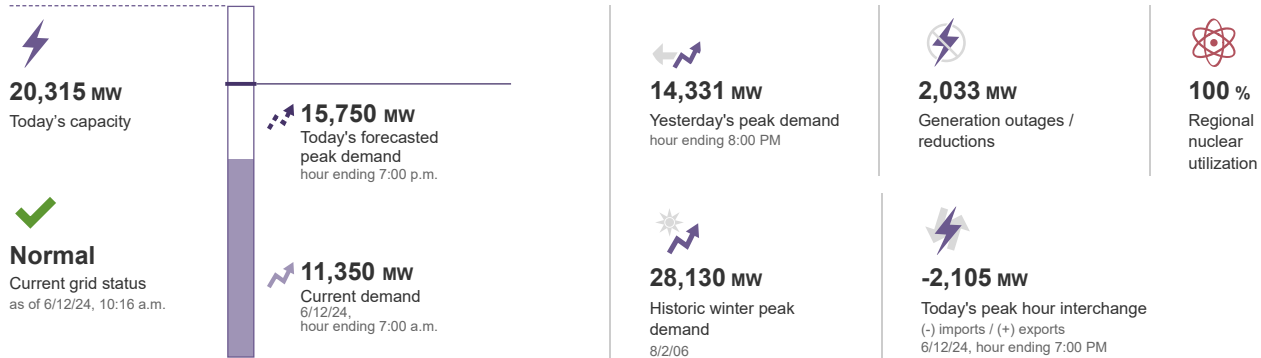 20,315 MW
Today's capacity
Normal
Current grid status
as of 6/12/24, 10:16 a.m.
15,750 MW
Today's forecasted
peak demand
hour ending 7:00 p.m.
11,350 MW
Current demand
6/12/24,
hour ending 7:00 a.m.
14,331 MW
Yesterday's peak demand
hour ending 8:00 PM
2,033 MW
Generation outages /
reductions
100 %
Regional
nuclear
utilization
28,130 MW
Historic winter peak
demand
8/2/06
-2,105 MW
Today's peak hour interchange
(-) imports / (+) exports
6/12/24, hour ending 7:00 PM